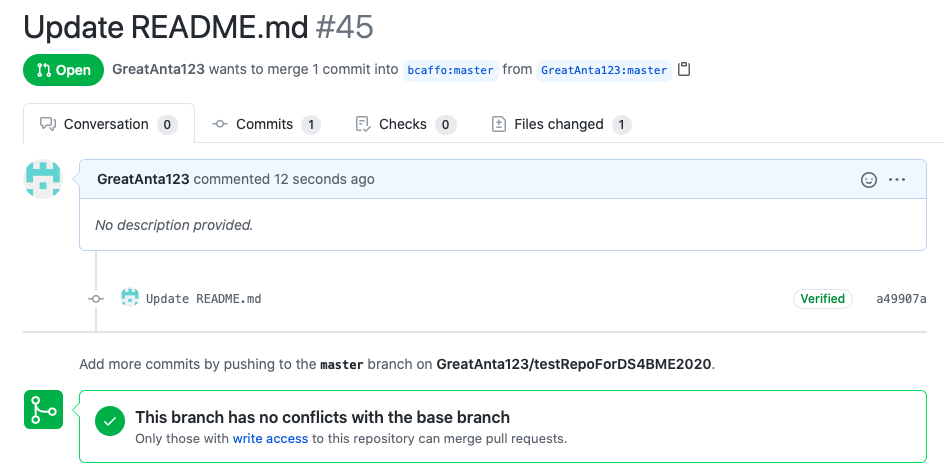 Update README.md #45
Open GreatAnta123 wants to merge 1 commit into bcaffo:master from GreatAnta123:master
Conversation 0 Commits 1 Checks 0 Files changed 1
GreatAnta123 commented 12 seconds ago
No description provided.
Update README.md Verified a49907a
Add more commits by pushing to the master branch on GreatAnta123/testRepoForDS4BME2020.
This branch has no conflicts with the base branch
Only those with write access to this repository can merge pull requests.